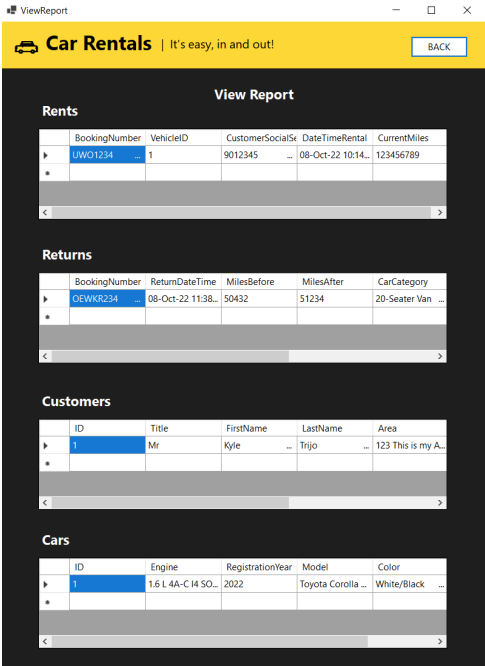 ViewReport
Car Rentals | It's easy, in and out!
BACK
View Report
Rents
BookingNumber VehicleID CustomerSocialSe DateTimeRental CurrentMiles
UWO1234 ... 1 9012345 ... 08-Oct-22 10:14... 123456789
Returns
BookingNumber ReturnDateTime MilesBefore MilesAfter CarCategory
OEWKR234 ... 08-Oct-22 11:38... 50432 51234 20-Seater Van ...
Customers
ID Title FirstName LastName Area
1 Mr Kyle ... Trijo ... 123 This is my A...
Cars
ID Engine RegistrationYear Model Color
1 1.6 L 4A-C I4 SO... 2022 Toyota Corolla ... White/Black ...